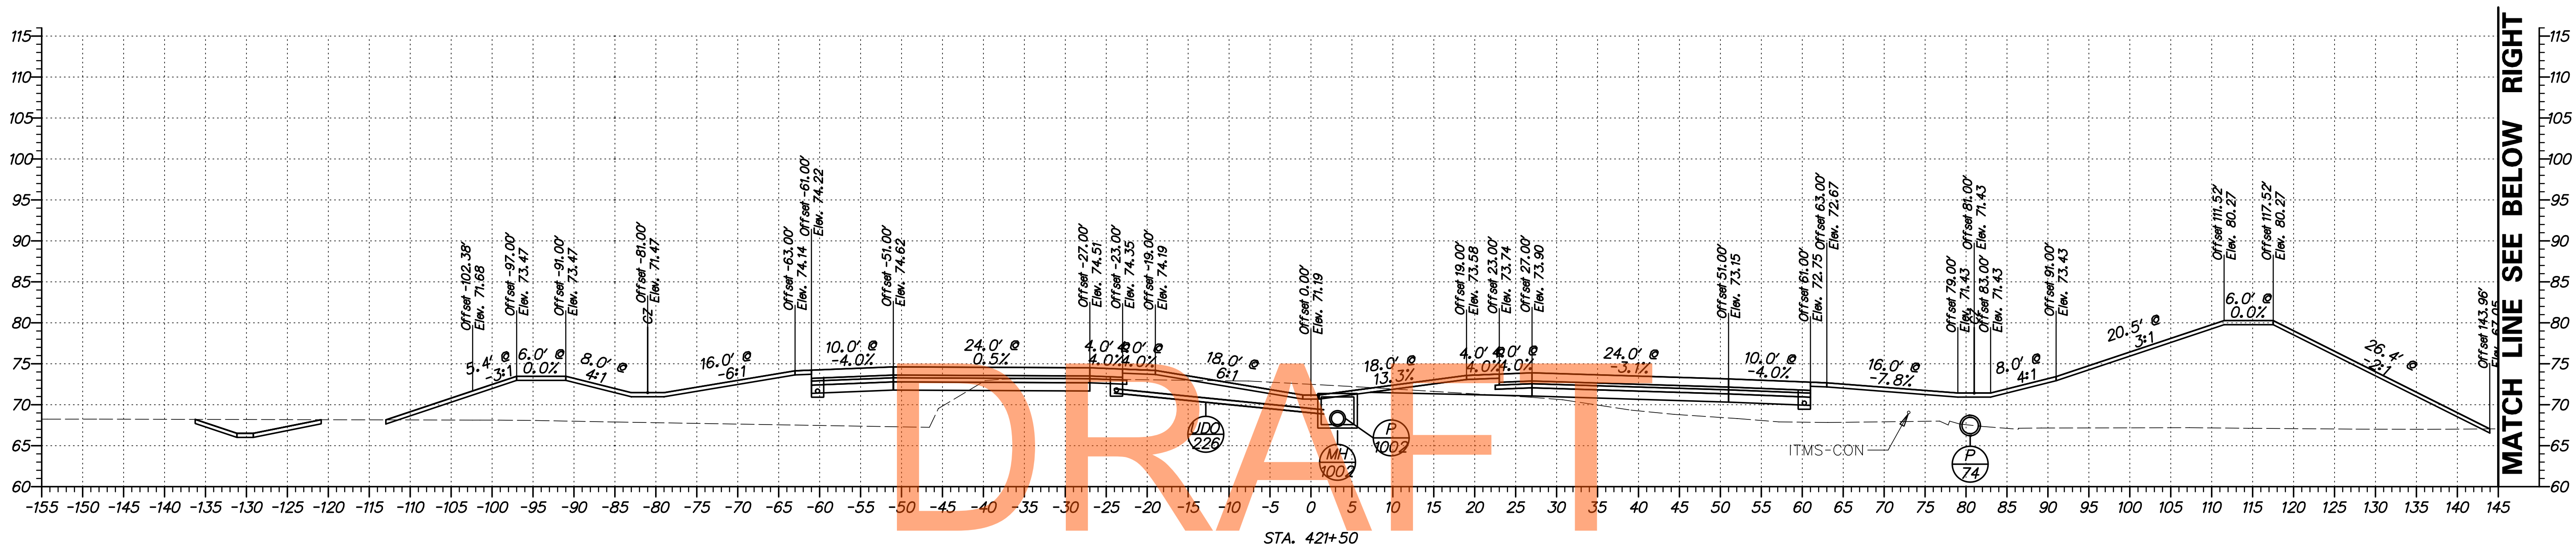 115
110
105
100
95
90
85
80
75
70
65
60
Offset -102.38'
Elev. 71.68
Offset -97.00'
Elev. 73.47
Offset -91.00'
Elev. 73.47
CZ Offset -81.00'
Elev. 71.47
Offset -63.00'
Elev. 74.14
Offset -61.00'
Elev. 74.22
Offset -51.00'
Elev. 74.62
Offset -27.00'
Elev. 74.51
Offset -23.00'
Elev. 74.35
Offset -19.00'
Elev. 74.19
Offset 0.00'
Elev. 71.19
Offset 19.00'
Elev. 73.58
Offset 23.00'
Elev. 73.74
Offset 27.00'
Elev. 73.90
Offset 51.00'
Elev. 73.15
Offset 61.00'
Elev. 72.75
Offset 63.00'
Elev. 72.67
Offset 79.00'
Elev. 71.43
Offset 81.00'
Elev. 71.43
Offset 83.00'
Elev. 71.43
Offset 91.00'
Elev. 73.43
Offset 111.52'
Elev. 80.27
Offset 117.52'
Elev. 80.27
Offset 143.96'
Elev. 67.05
5.4' @
-3:1
6.0' @
0.0%
8.0' @
4:1
16.0' @
-6:1
10.0' @
-4.0%
24.0' @
0.5%
4.0' @
4.0%
4.0' @
4.0%
18.0' @
6:1
18.0' @
13.3%
4.0' @
4.0%
4.0' @
4.0%
24.0' @
-3.1%
10.0' @
-4.0%
16.0' @
-7.8%
8.0' @
4:1
20.5' @
3:1
6.0' @
0.0%
26.4' @
-2:1
UDO
226
MH
1002
P
1002
ITMS-CON
P
74
DRAFT
MATCH LINE SEE BELOW RIGHT
115
110
105
100
95
90
85
80
75
70
65
60
-155 -150 -145 -140 -135 -130 -125 -120 -115 -110 -105 -100 -95 -90 -85 -80 -75 -70 -65 -60 -55 -50 -45 -40 -35 -30 -25 -20 -15 -10 -5 0 5 10 15 20 25 30 35 40 45 50 55 60 65 70 75 80 85 90 95 100 105 110 115 120 125 130 135 140 145
STA. 421+50